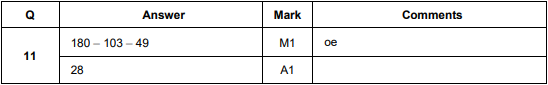 Q Answer Mark Comments
11 180 – 103 – 49 M1 oe
28 A1